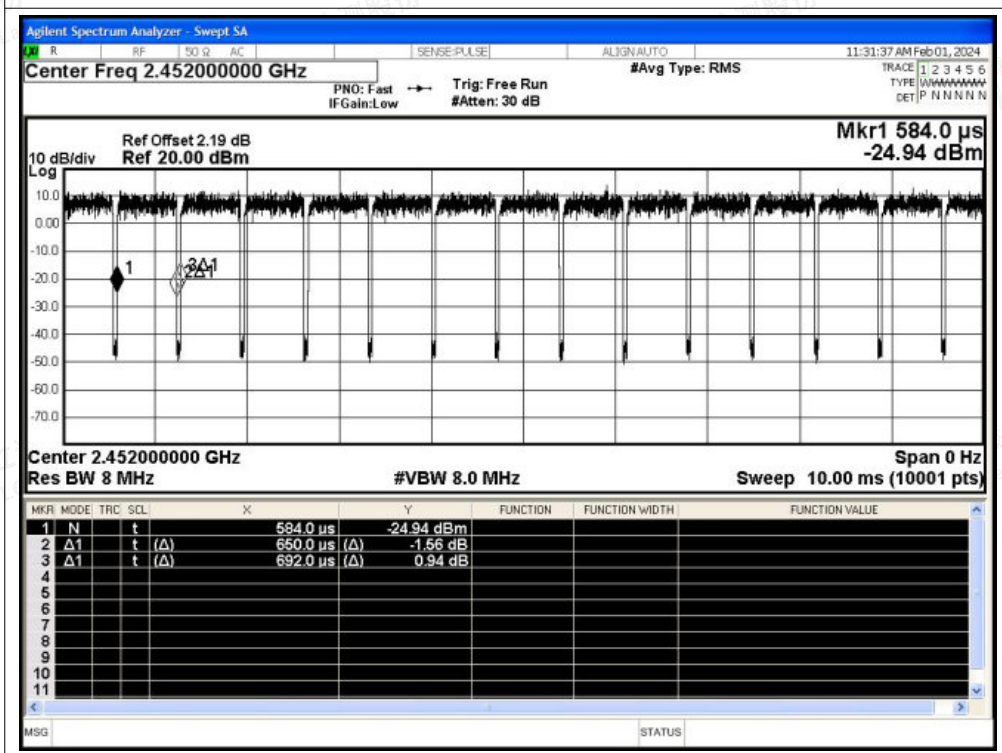 Agilent Spectrum Analyzer - Swept SA
R RF 50 Ω AC SENSE:PULSE ALIGN AUTO 11:31:37 AM Feb 01, 2024
Center Freq 2.452000000 GHz
PNO: Fast
IFGain:Low
Trig: Free Run
#Atten: 30 dB
#Avg Type: RMS
TRACE 1 2 3 4 5 6
TYPE
DET P N N N N N
Mkr1 584.0 µs
-24.94 dBm
Ref Offset 2.19 dB
10 dB/div Ref 20.00 dBm
Log
10.0
0.00
-10.0
-20.0
-30.0
-40.0
-50.0
-60.0
-70.0
1
3Δ1
2Δ1
Center 2.452000000 GHz Span 0 Hz
Res BW 8 MHz #VBW 8.0 MHz Sweep 10.00 ms (10001 pts)
MKR MODE TRC SCL X Y FUNCTION FUNCTION WIDTH FUNCTION VALUE
1 N t 584.0 µs -24.94 dBm
2 Δ1 t (Δ) 650.0 µs (Δ) -1.56 dB
3 Δ1 t (Δ) 692.0 µs (Δ) 0.94 dB
4
5
6
7
8
9
10
11
MSG STATUS